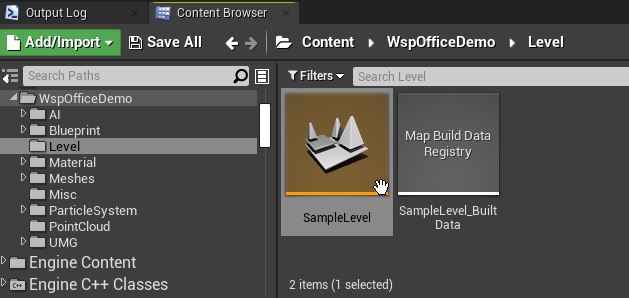 Output Log
Content Browser
Add/Import
Save All
Content
WspOfficeDemo
Level
Search Paths
Filters
Search Level
WspOfficeDemo
AI
Blueprint
Level
Material
Meshes
Misc
ParticleSystem
PointCloud
UMG
Engine Content
Engine C++ Classes
Map Build Data
Registry
SampleLevel
SampleLevel_Built
Data
2 items (1 selected)